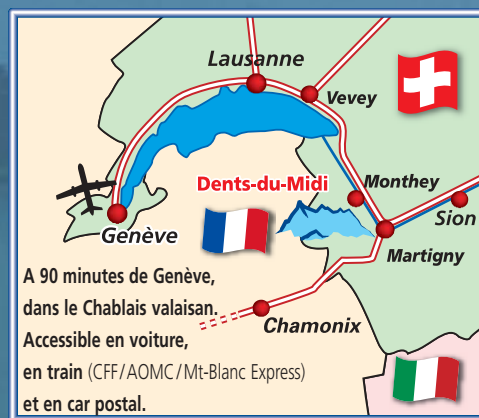 Lausanne
Vevey
Dents-du-Midi
Monthey
Sion
Genève
Martigny
Chamonix
A 90 minutes de Genève,
dans le Chablais valaisan.
Accessible en voiture,
en train (CFF/AOMC/Mt-Blanc Express)
et en car postal.